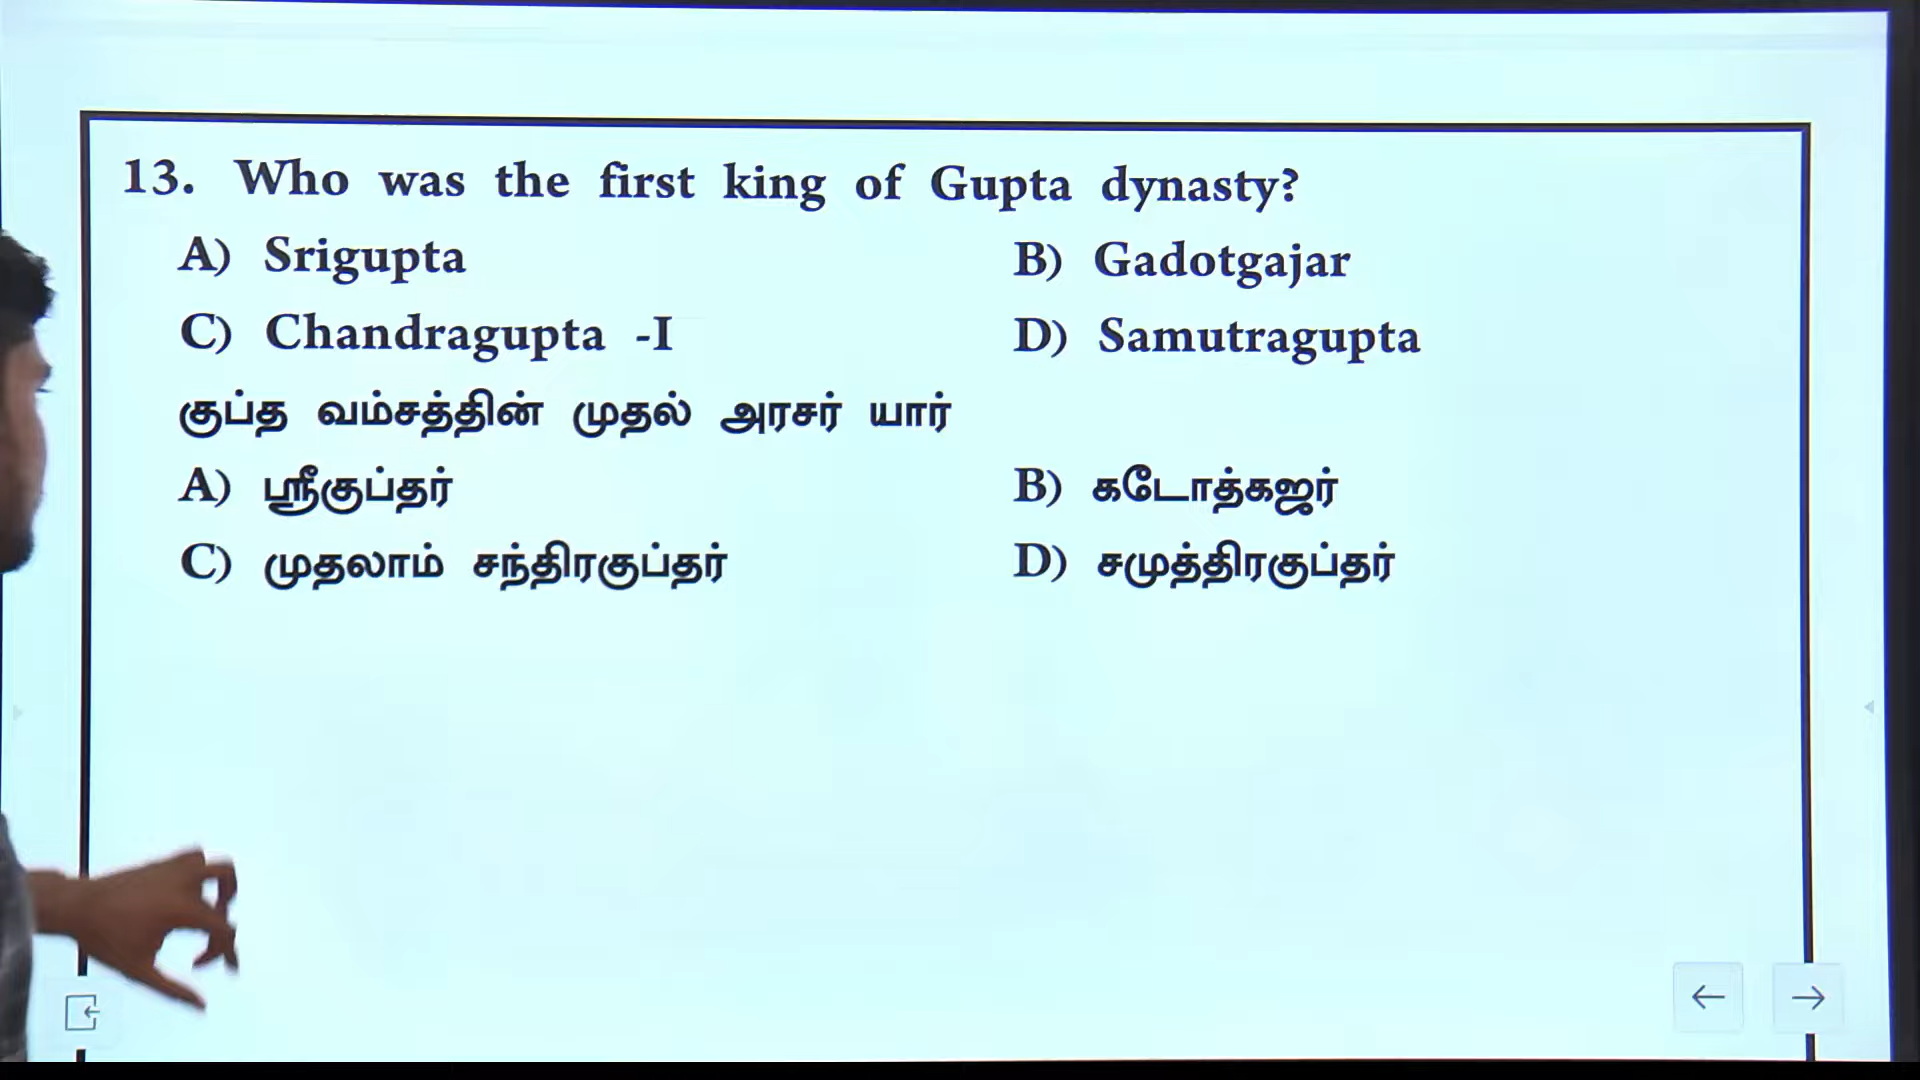 13. Who was the first king of Gupta dynasty?
A) Srigupta B) Gadotgajar
C) Chandragupta -I D) Samutragupta
குப்த வம்சத்தின் முதல் அரசர் யார்
A) ஸ்ரீகுப்தர் B) கடோத்கஜர்
C) முதலாம் சந்திரகுப்தர் D) சமுத்திரகுப்தர்